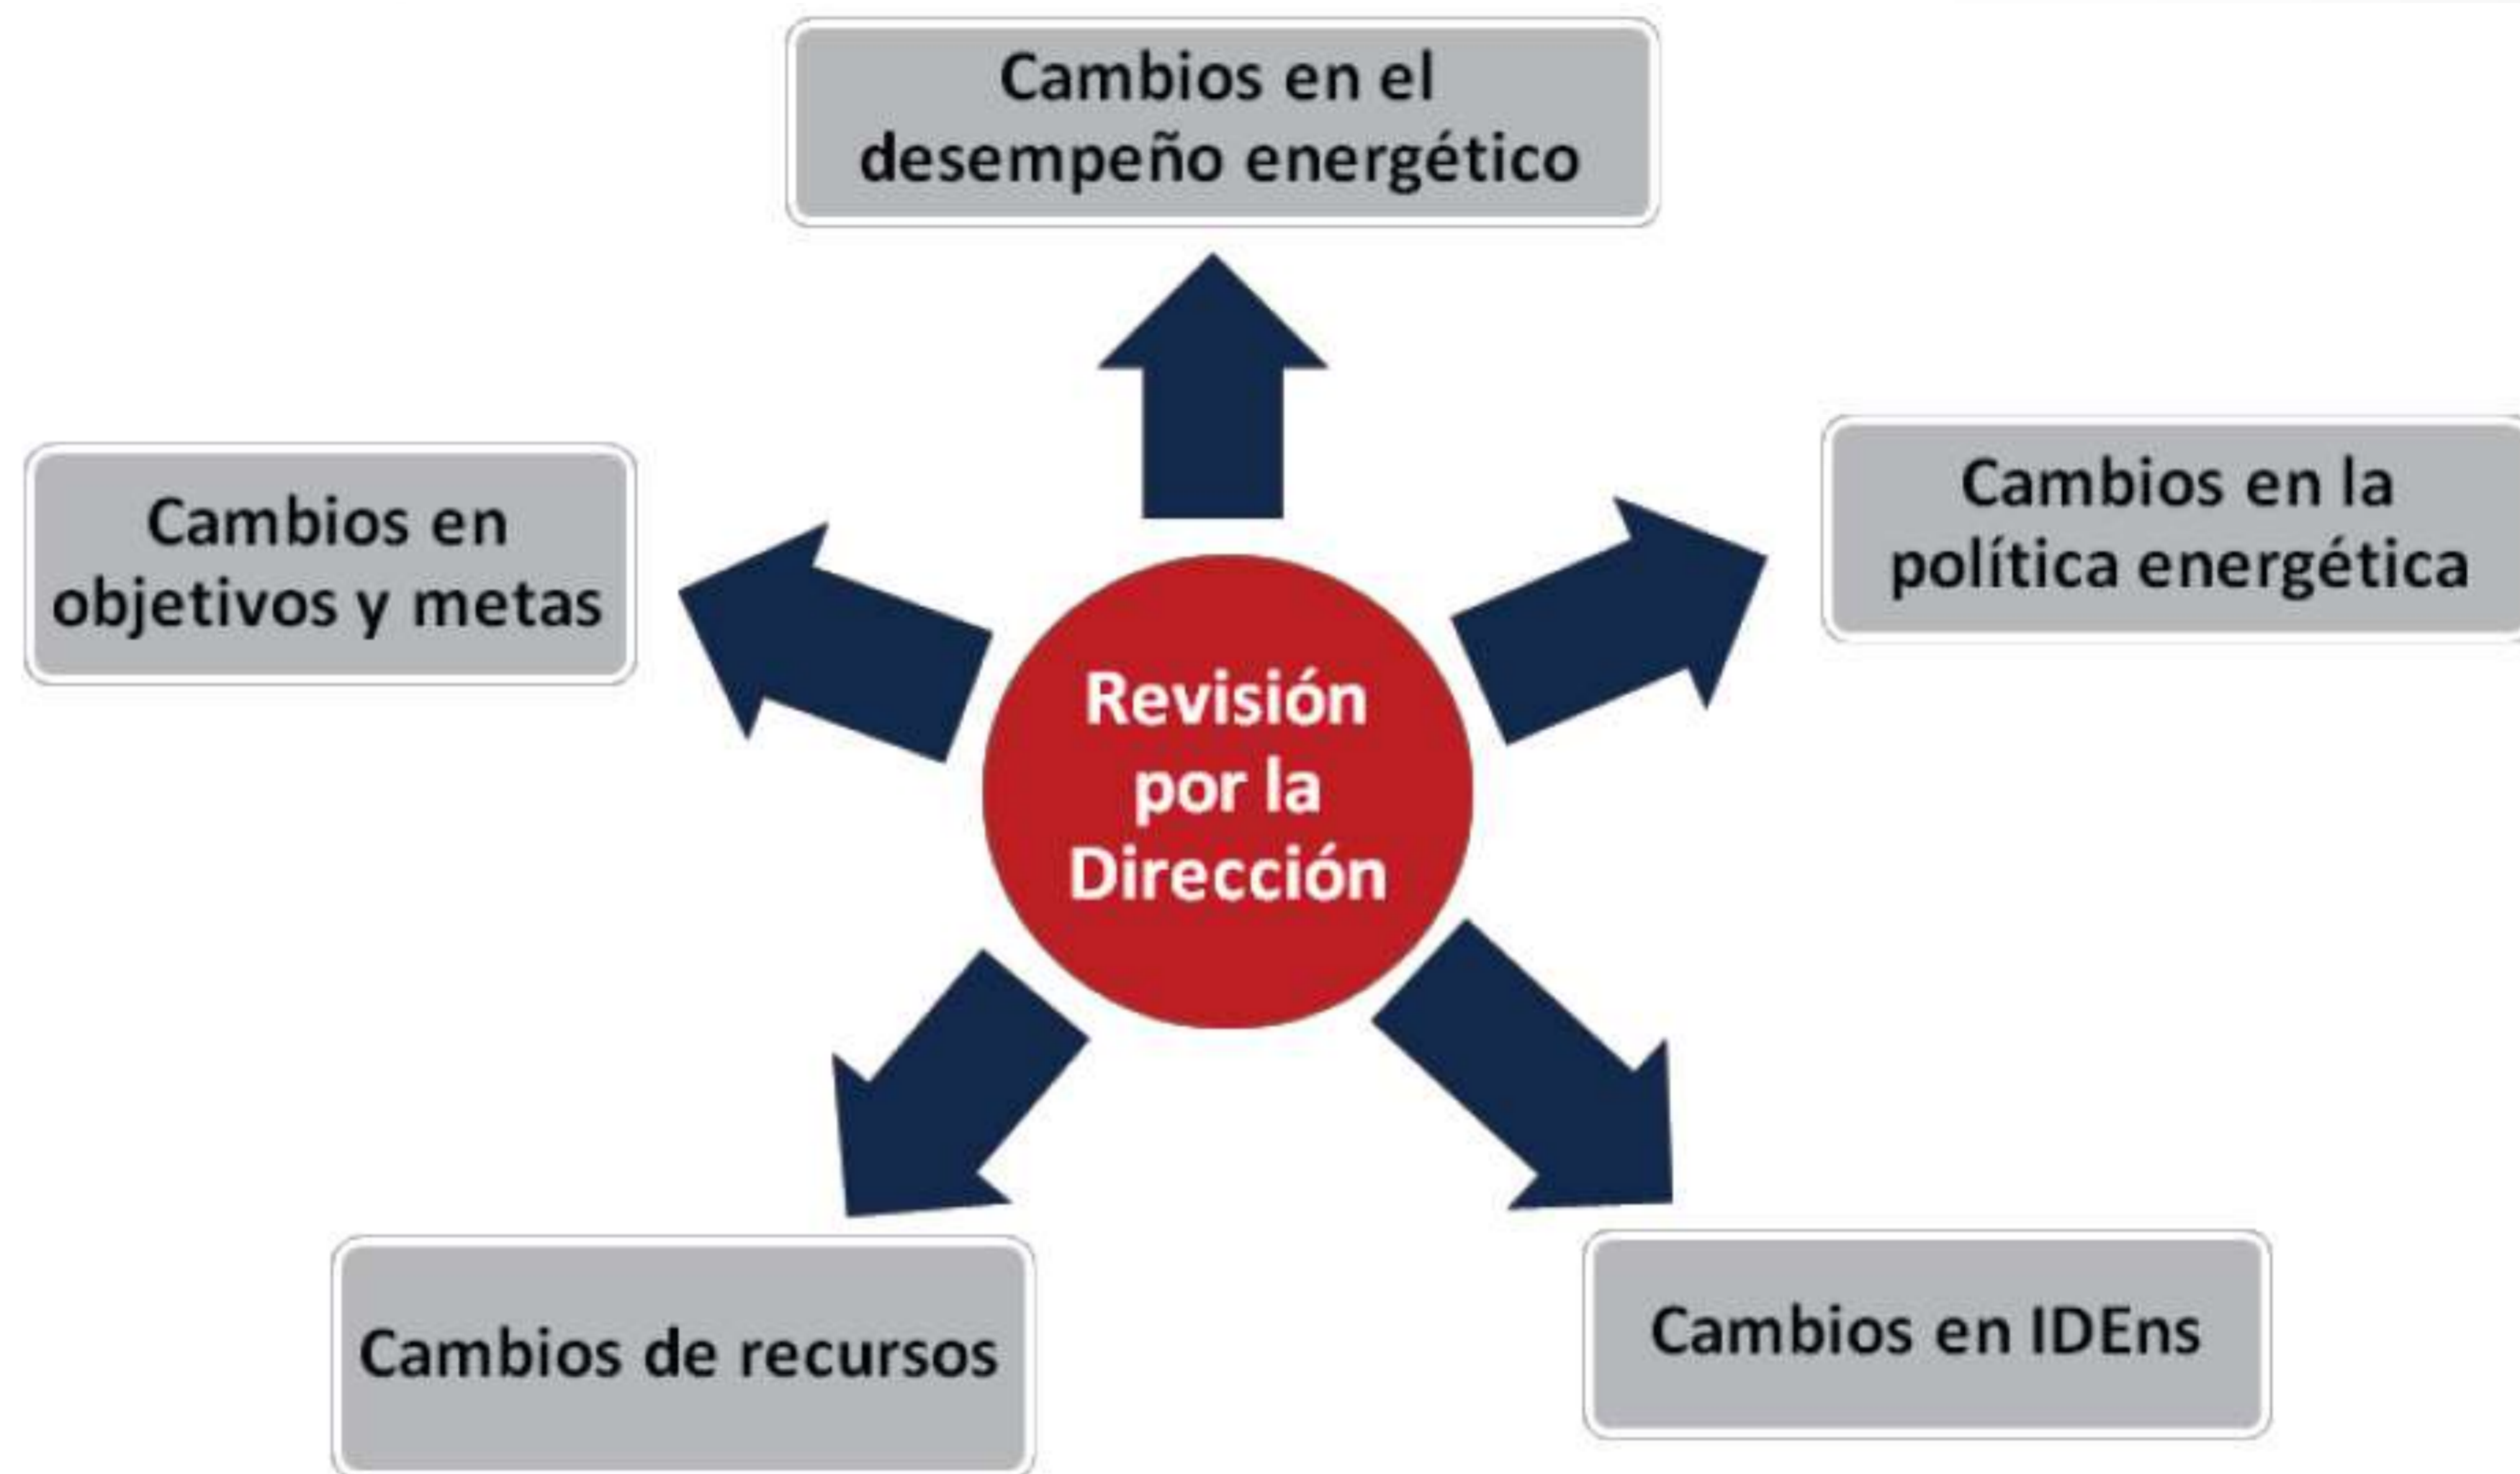 Cambios en el
desempeño energético
Cambios en la
política energética
Cambios en
objetivos y metas
Revisión
por la
Dirección
Cambios de recursos
Cambios en IDEns